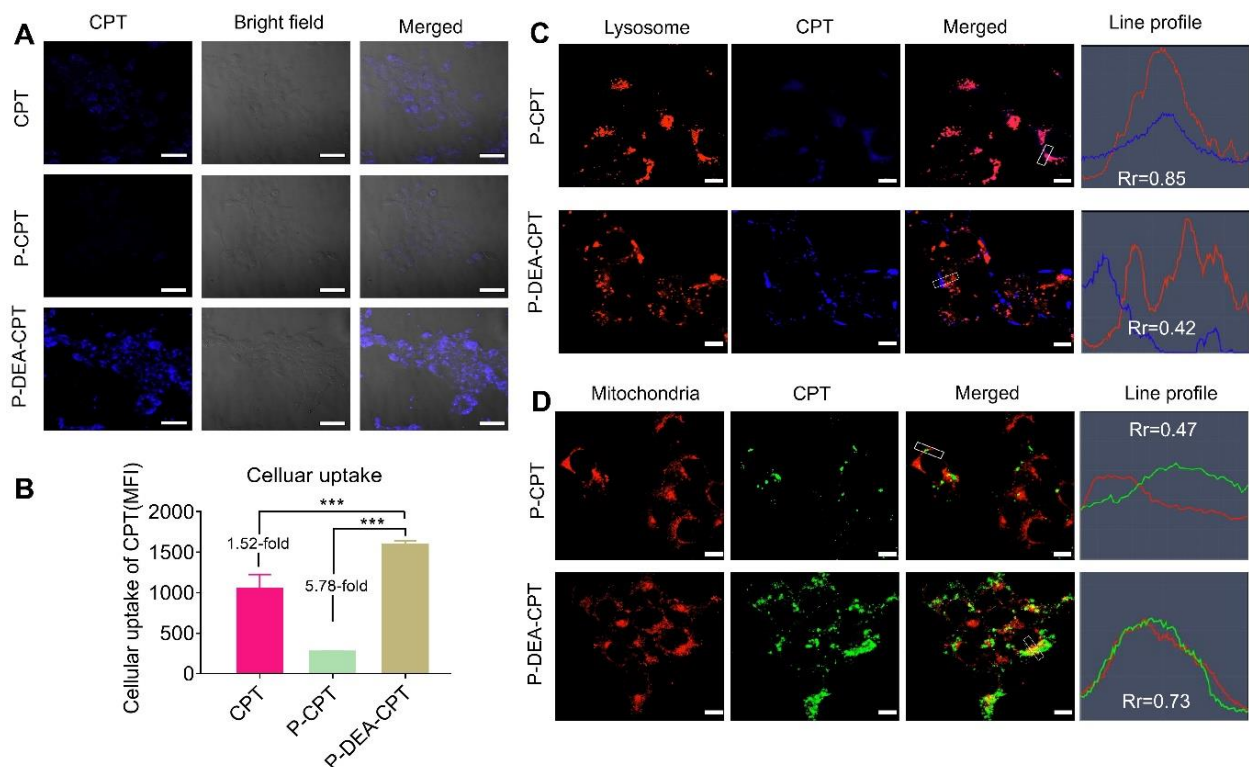 A
CPT Bright field Merged
CPT
P-CPT
P-DEA-CPT
B
Celluar uptake
Cellular uptake of CPT(MFI)
2000
1500
1000
500
0
***
***
1.52-fold
5.78-fold
CPT
P-CPT
P-DEA-CPT
C
Lysosome CPT Merged Line profile
P-CPT
Rr=0.85
P-DEA-CPT
Rr=0.42
D
Mitochondria CPT Merged Line profile
P-CPT
Rr=0.47
P-DEA-CPT
Rr=0.73